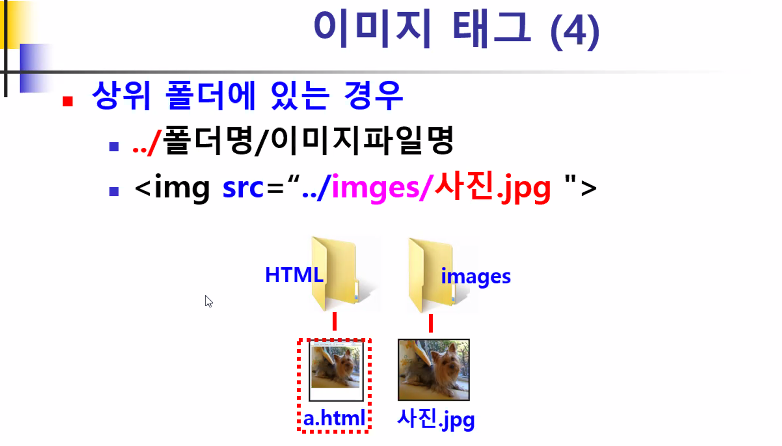 이미지 태그 (4)
상위 폴더에 있는 경우
../폴더명/이미지파일명
<img src=“../imges/사진.jpg ">
HTML
images
a.html
사진.jpg